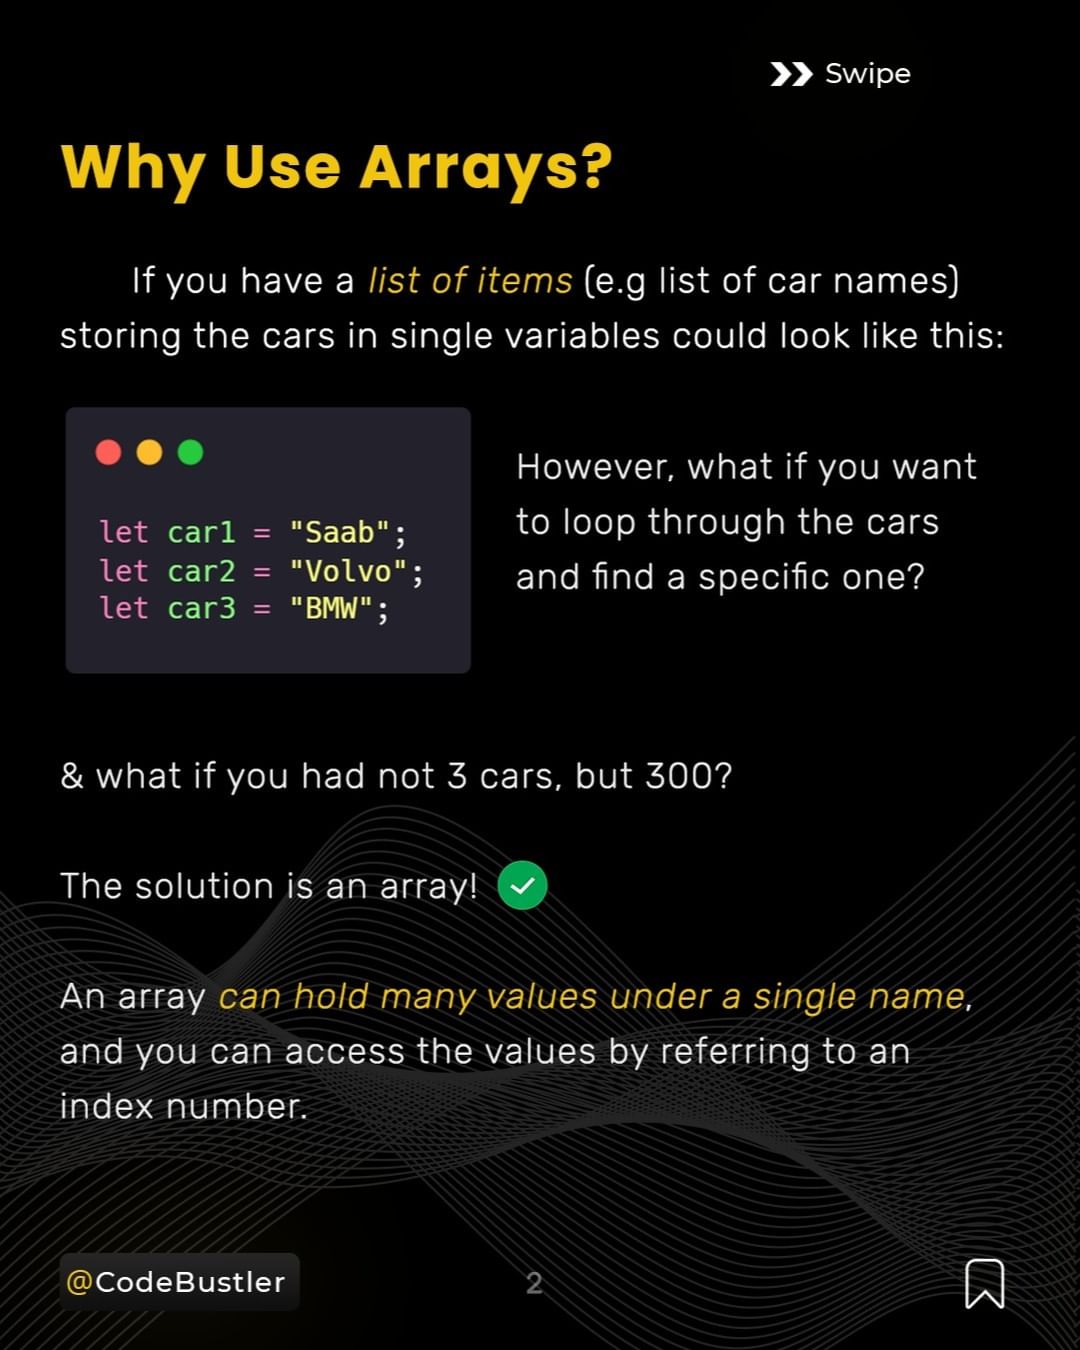 Swipe
Why Use Arrays?
If you have a list of items (e.g list of car names)
storing the cars in single variables could look like this:
let car1 = "Saab";
let car2 = "Volvo";
let car3 = "BMW";
However, what if you want
to loop through the cars
and find a specific one?
& what if you had not 3 cars, but 300?
The solution is an array!
An array can hold many values under a single name,
and you can access the values by referring to an
index number.
@CodeBustler
2